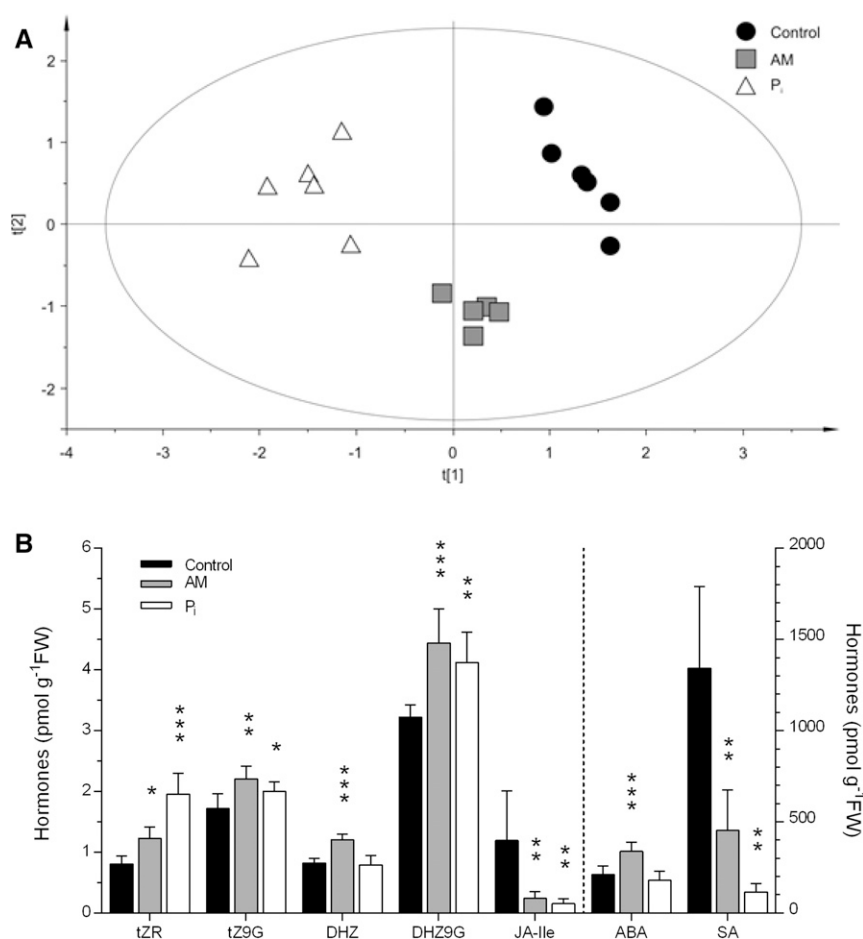 A
Control
AM
Pi
2
1
0
-1
-2
t[2]
-4
-3
-2
-1
0
1
2
3
t[1]
B
Control
AM
Pi
6
5
4
3
2
1
0
Hormones (pmol g-1FW)
***
*
**
*
***
***
**
**
**
***
**
**
2000
1500
1000
500
0
Hormones (pmol g-1FW)
tZR
tZ9G
DHZ
DHZ9G
JA-Ile
ABA
SA